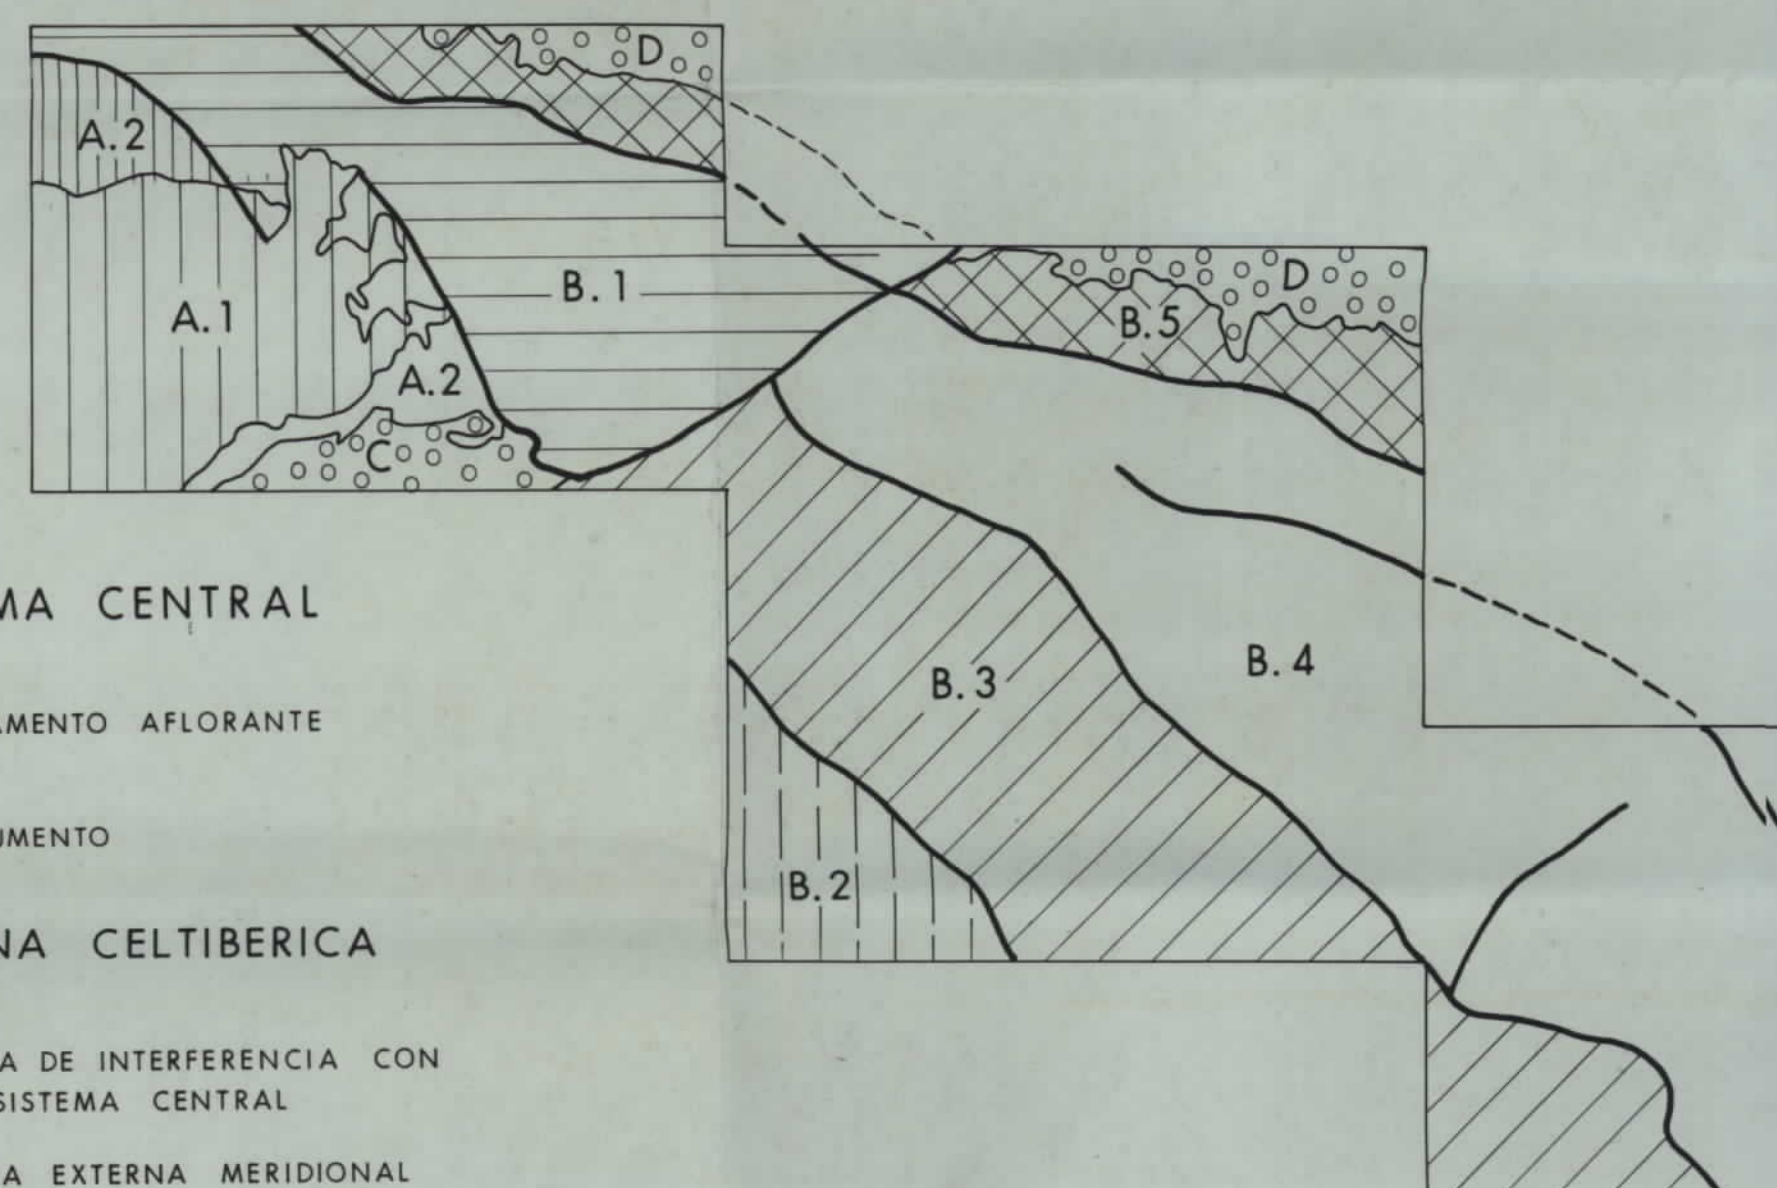 D
A.2
D
B.1
A.1
B.5
A.2
C
MA CENTRAL
B.4
B.3
AMENTO AFLORANTE
UMENTO
B.2
NA CELTIBERICA
A DE INTERFERENCIA CON
SISTEMA CENTRAL
A EXTERNA MERIDIONAL